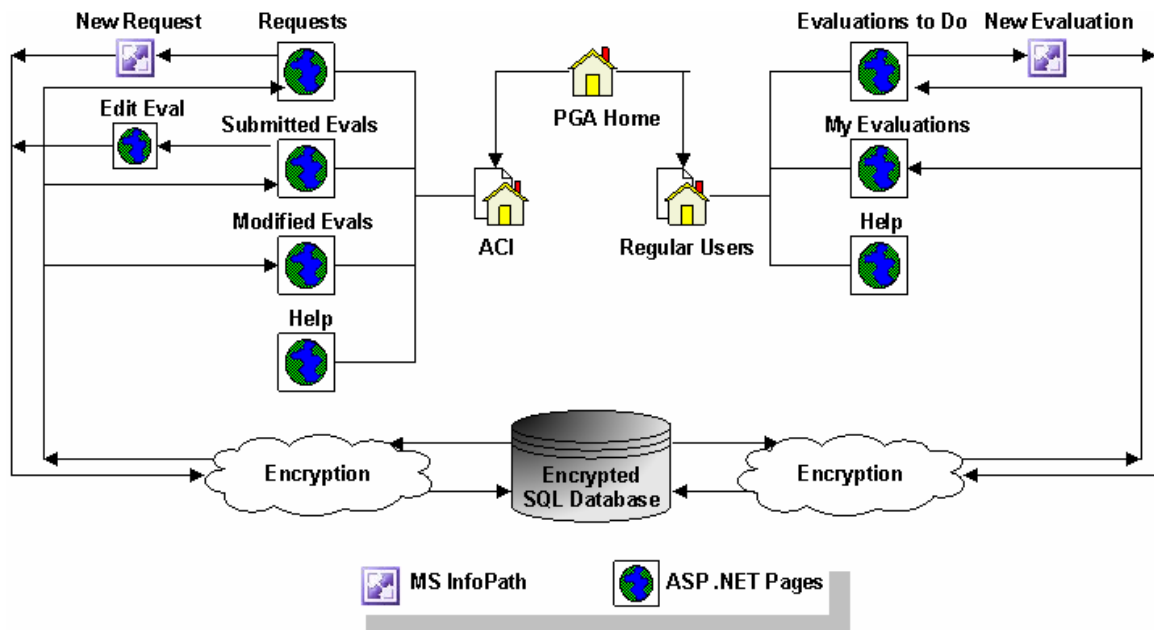 New Request
Requests
Evaluations to Do
New Evaluation
Edit Eval
Submitted Evals
PGA Home
My Evaluations
Modified Evals
ACI
Regular Users
Help
Help
Encryption
Encrypted
SQL Database
Encryption
MS InfoPath
ASP .NET Pages